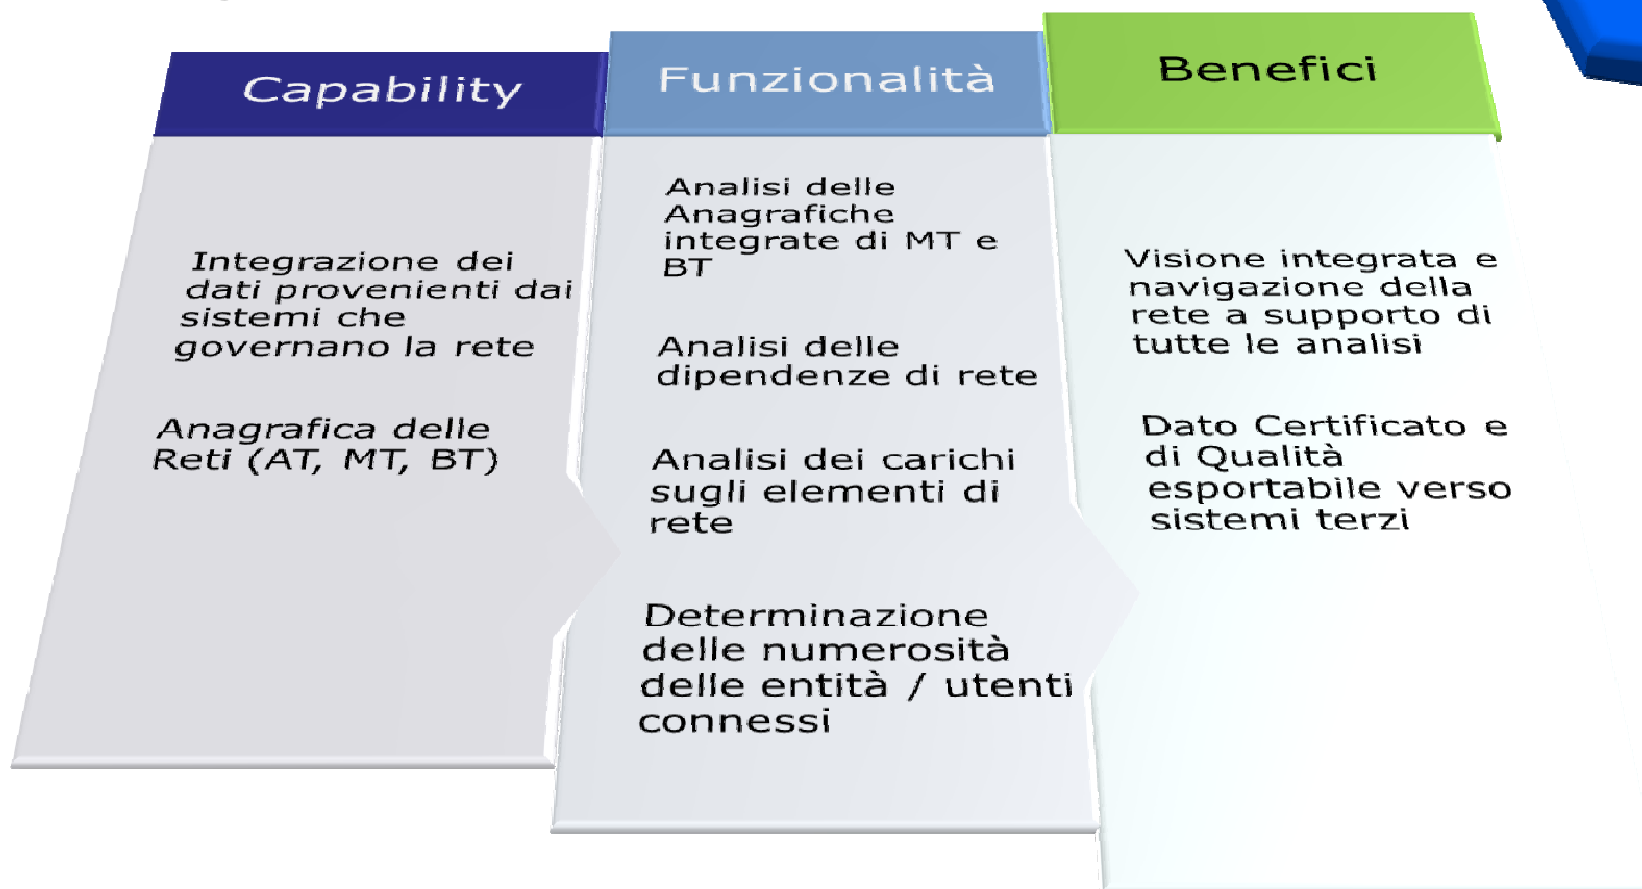 Capability
Integrazione dei
dati provenienti dai
sistemi che
governano la rete
Anagrafica delle
Reti (AT, MT, BT)
Funzionalità
Analisi delle
Anagrafiche
integrate di MT e
BT
Analisi delle
dipendenze di rete
Analisi dei carichi
sugli elementi di
rete
Determinazione
delle numerosità
delle entità / utenti
connessi
Benefici
Visione integrata e
navigazione della
rete a supporto di
tutte le analisi
Dato Certificato e
di Qualità
esportabile verso
sistemi terzi